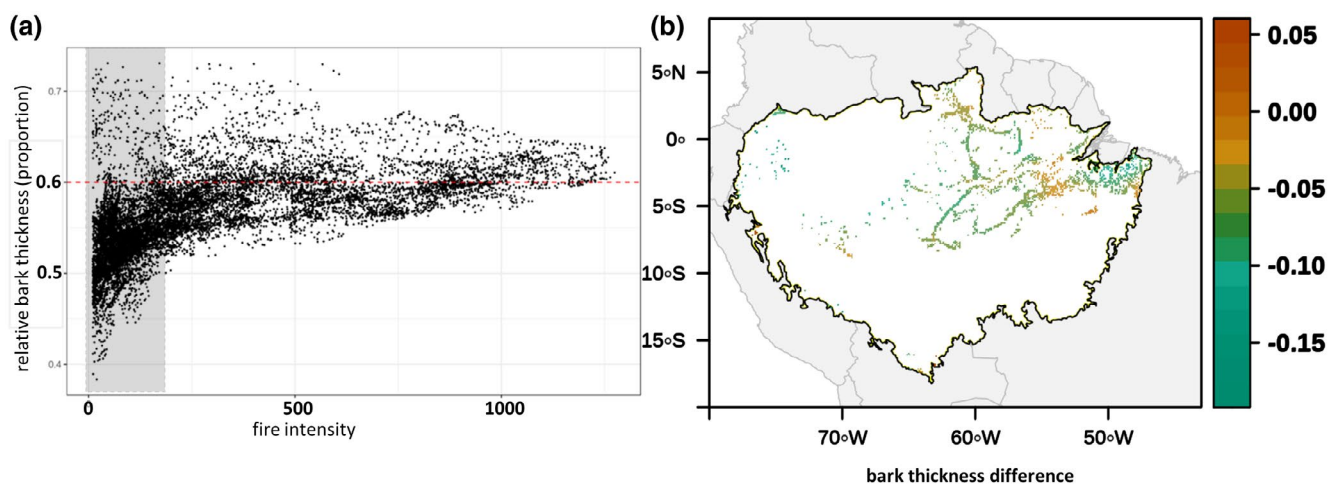 (a)
relative bark thickness (proportion)
0.7
0.6
0.5
0.4
0
500
1000
fire intensity
(b)
5◦N
0◦
5◦S
10◦S
15◦S
70◦W
60◦W
50◦W
bark thickness difference
0.05
0.00
-0.05
-0.10
-0.15